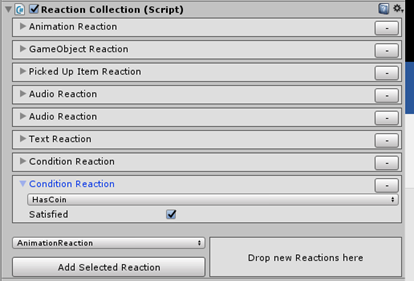 Reaction Collection (Script)
Animation Reaction
-
GameObject Reaction
-
Picked Up Item Reaction
-
Audio Reaction
-
Audio Reaction
-
Text Reaction
-
Condition Reaction
-
Condition Reaction
-
HasCoin
Satisfied
AnimationReaction
Add Selected Reaction
Drop new Reactions here